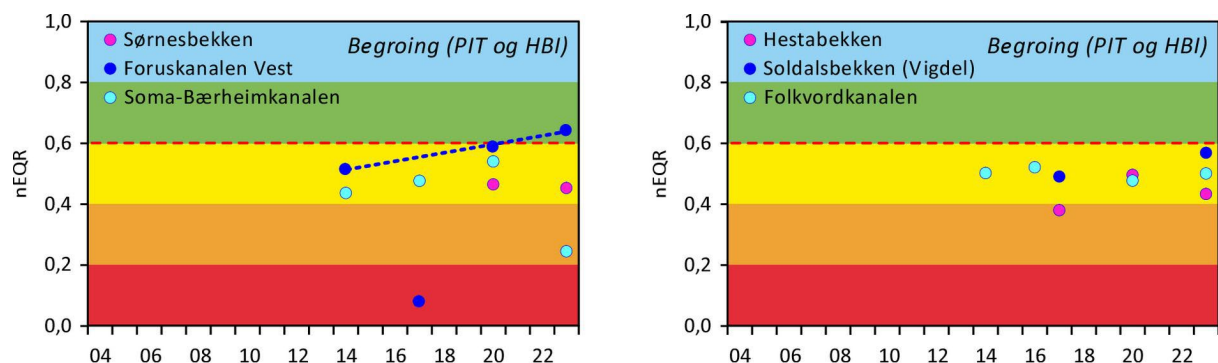 1,0
Sørnesbekken
Begroing (PIT og HBI)
Foruskanalen Vest
0,8
Soma-Bærheimkanalen
0,6
nEQR
0,4
0,2
0,0
04 06 08 10 12 14 16 18 20 22
1,0
Hestabekken
Begroing (PIT og HBI)
Soldalsbekken (Vigdel)
0,8
Folkvordkanalen
0,6
nEQR
0,4
0,2
0,0
04 06 08 10 12 14 16 18 20 22